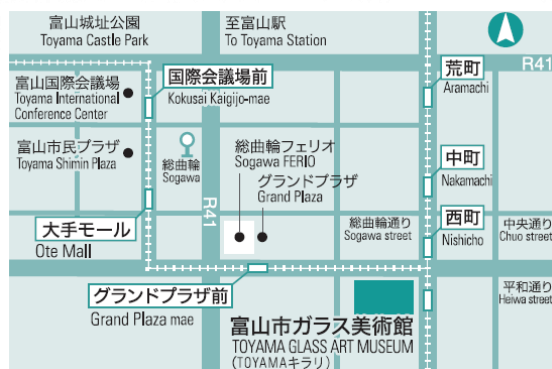 富山城址公園
Toyama Castle Park
至富山駅
To Toyama Station
R41
富山国際会議場
Toyama International
Conference Center
国際会議場前
Kokusai Kaigijo-mae
荒町
Aramachi
富山市民プラザ
Toyama Shimin Plaza
総曲輪
Sogawa
総曲輪フェリオ
Sogawa FERIO
グランドプラザ
Grand Plaza
中町
Nakamachi
R41
大手モール
Ote Mall
総曲輪通り
Sogawa street
西町
Nishicho
中央通り
Chuo street
グランドプラザ前
Grand Plaza mae
平和通り
Heiwa street
富山市ガラス美術館
TOYAMA GLASS ART MUSEUM
(TOYAMAキラリ)